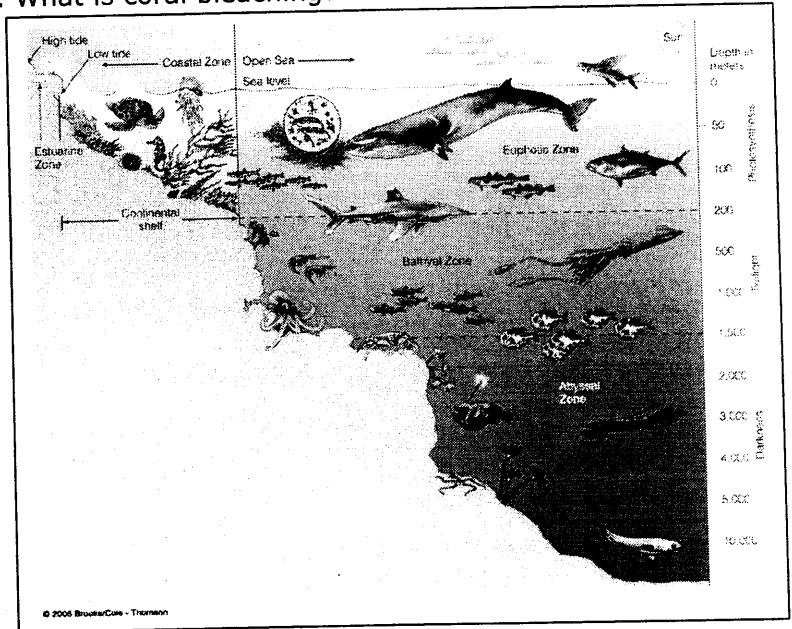 . What is coral bleaching?
High tide
Low tide
Coastal Zone
Open Sea
Sun
Depth in meters
Sea level
0
Estuarine Zone
50
Euphotic Zone
Photosynthesis
100
Continental shelf
200
500
Bathyal Zone
Twilight
1,000
1,500
Abyssal Zone
2,000
3,000
Darkness
4,000
5,000
10,000
© 2006 Brooks/Cole - Thomson